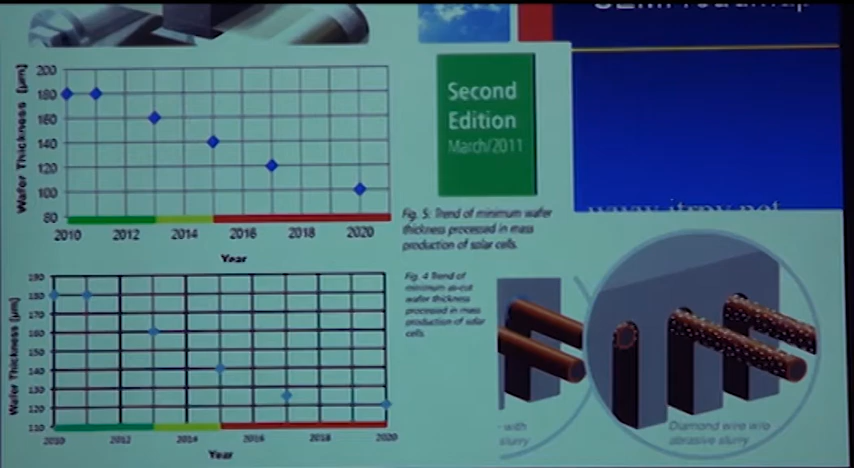 Wafer Thickness [µm]
200
180
160
140
120
100
80
2010
2012
2014
2016
2018
2020
Year
Second
Edition
March/2011
Fig. 5: Trend of minimum wafer
thickness processed in mass
production of solar cells.
www.itrpv.net
Wafer Thickness [µm]
190
180
170
160
150
140
130
120
110
2010
2012
2014
2016
2018
2020
Year
Fig. 4 Trend of
minimum as-cut
wafer thickness
processed in mass
production of solar
cells.
with
slurry
Diamond wire w/o
abrasive slurry